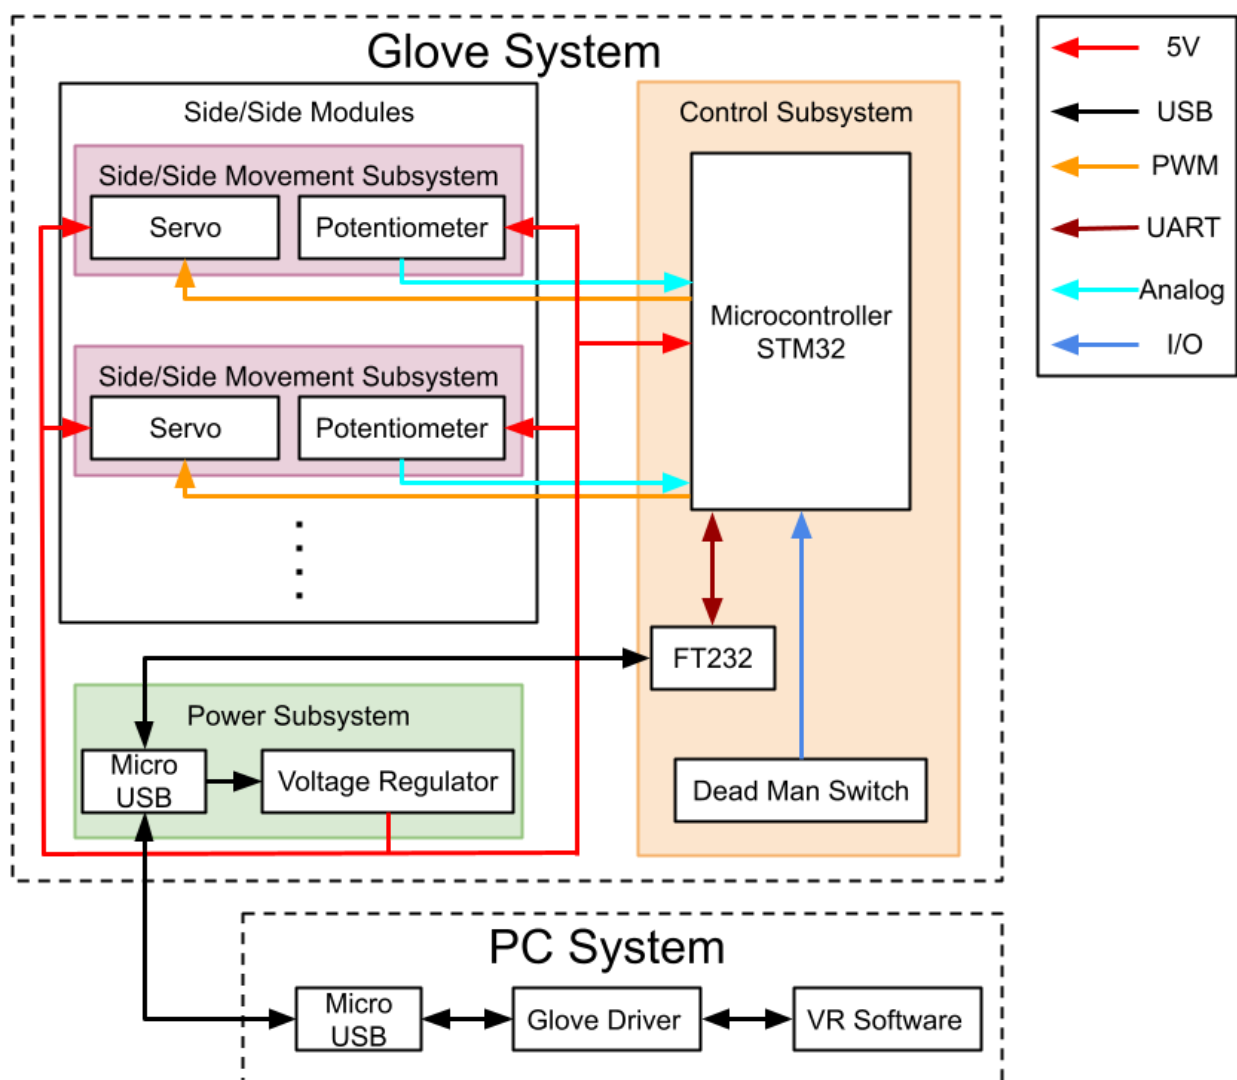 Glove System
Side/Side Modules
Side/Side Movement Subsystem
Servo
Potentiometer
Side/Side Movement Subsystem
Servo
Potentiometer
Control Subsystem
Microcontroller
STM32
FT232
Dead Man Switch
Power Subsystem
Micro
USB
Voltage Regulator
5V
USB
PWM
UART
Analog
I/O
PC System
Micro
USB
Glove Driver
VR Software